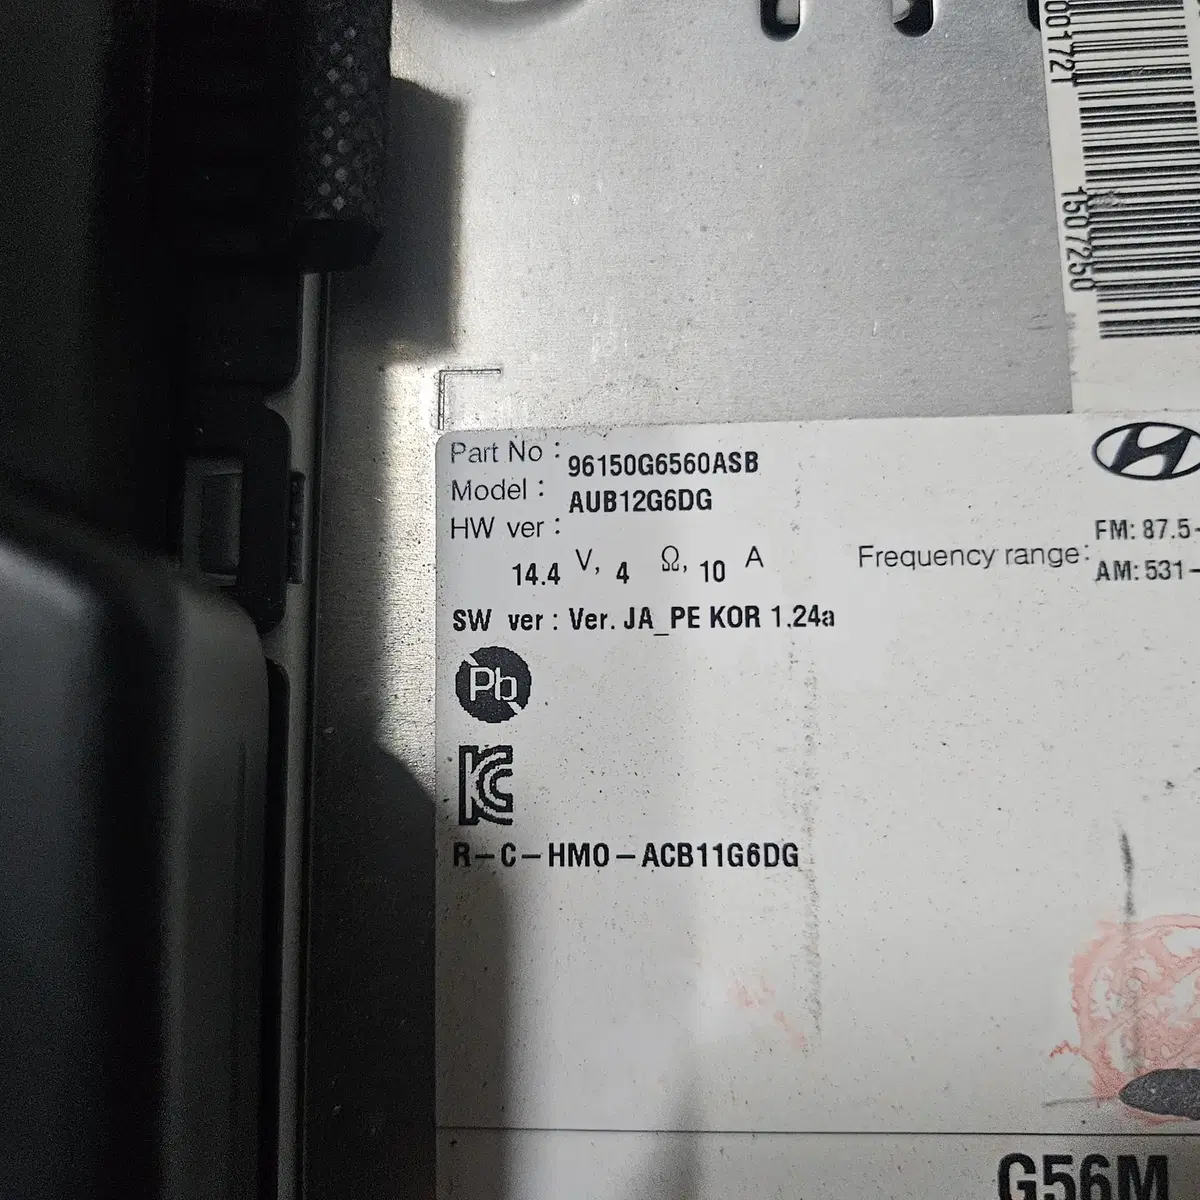 001721
1507250
Part No : 96150G6560ASB
Model : AUB12G6DG
HW ver :
14.4 V, 4 Ω, 10 A
Frequency range:
FM: 87.5-
AM: 531-
SW ver : Ver. JA_PE KOR 1.24a
Pb
R-C-HMO-ACB11G6DG
G56M